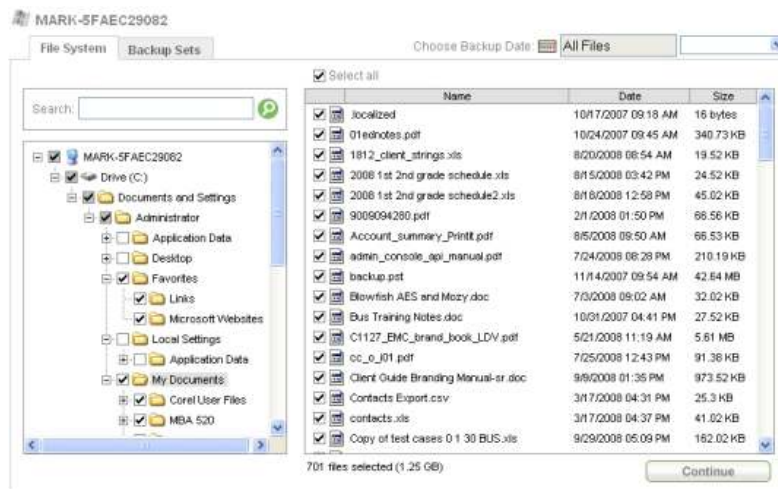 MARK-5FAEC29082
File System
Backup Sets
Choose Backup Date:
All Files
Select all
Search:
MARK-5FAEC29082
Drive (C:)
Documents and Settings
Administrator
Application Data
Desktop
Favorites
Links
Microsoft Websites
Local Settings
Application Data
My Documents
Corel User Files
MBA 520
Name Date Size
.localized 10/17/2007 09:18 AM 16 bytes
01ednotes.pdf 10/24/2007 09:45 AM 340.73 KB
1812_client_strings.xls 8/20/2008 08:54 AM 19.52 KB
2008 1st 2nd grade schedule.xls 8/15/2008 03:42 PM 24.52 KB
2008 1st 2nd grade schedule2.xls 8/18/2008 12:58 PM 45.02 KB
9009094280.pdf 2/1/2008 01:50 PM 66.56 KB
Account_summary_Printit.pdf 8/5/2008 09:50 AM 66.53 KB
admin_console_api_manual.pdf 7/24/2008 08:28 PM 210.19 KB
backup.pst 11/14/2007 09:54 AM 42.64 MB
Blowfish AES and Mozy.doc 7/3/2008 09:02 AM 32.02 KB
Bus Training Notes.doc 10/31/2007 04:41 PM 27.52 KB
C1127_EMC_brand_book_LDV.pdf 5/21/2008 11:19 AM 5.61 MB
cc_o_i01.pdf 7/25/2008 12:43 PM 91.38 KB
Client Guide Branding Manual-sr.doc 9/9/2008 01:35 PM 973.52 KB
Contacts Export.csv 3/17/2008 04:31 PM 25.3 KB
contacts.xls 3/17/2008 04:37 PM 41.02 KB
Copy of test cases 0 1 30 BUS.xls 9/29/2008 05:09 PM 162.02 KB
701 files selected (1.25 GB)
Continue